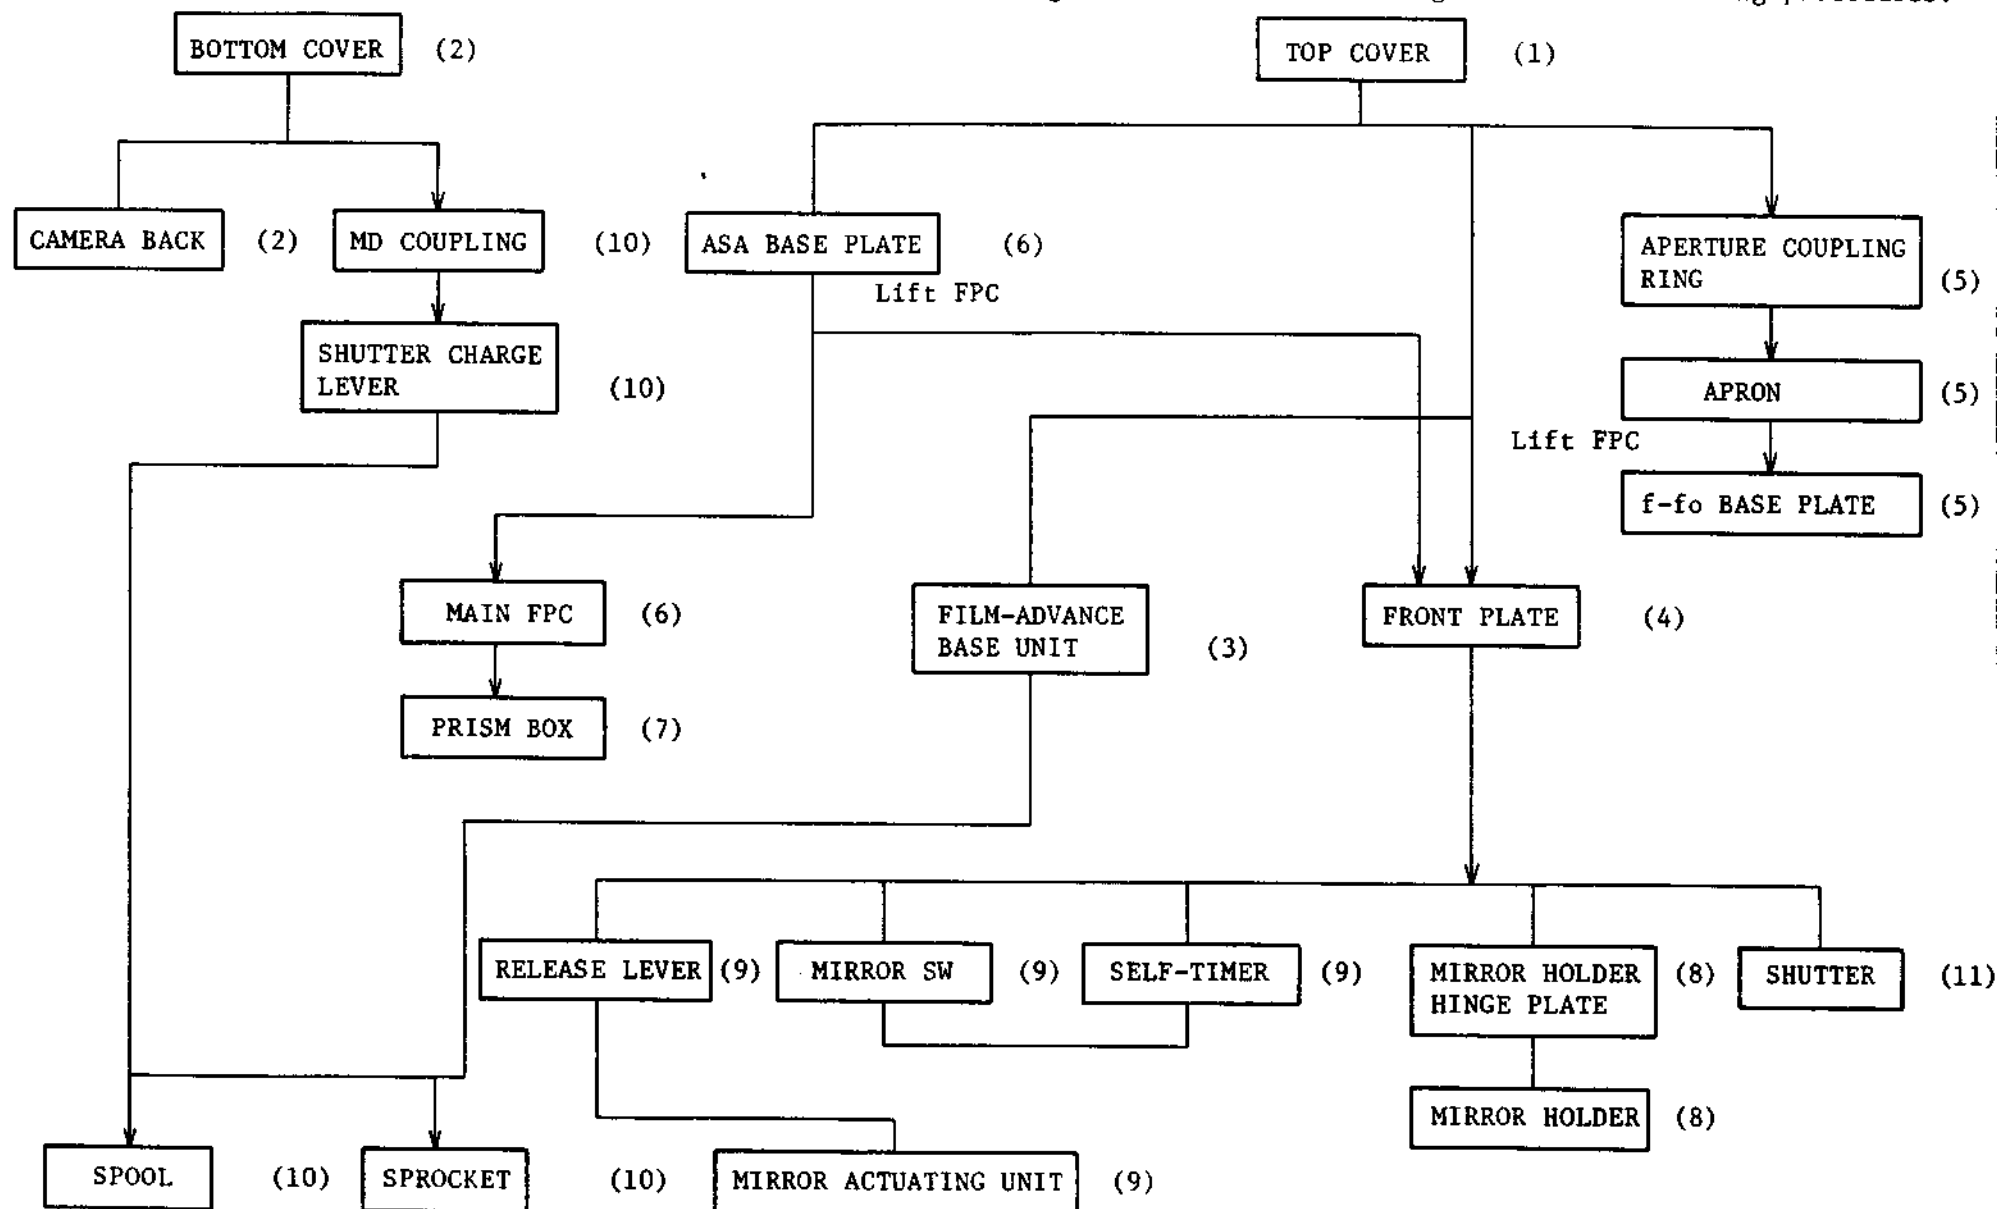 BOTTOM COVER (2)
TOP COVER (1)
CAMERA BACK (2)
MD COUPLING (10)
ASA BASE PLATE (6)
APERTURE COUPLING
RING (5)
Lift FPC
SHUTTER CHARGE
LEVER (10)
APRON (5)
Lift FPC
f-fo BASE PLATE (5)
MAIN FPC (6)
FILM-ADVANCE
BASE UNIT (3)
FRONT PLATE (4)
PRISM BOX (7)
RELEASE LEVER (9)
MIRROR SW (9)
SELF-TIMER (9)
MIRROR HOLDER
HINGE PLATE (8)
SHUTTER (11)
MIRROR HOLDER (8)
SPOOL (10)
SPROCKET (10)
MIRROR ACTUATING UNIT (9)